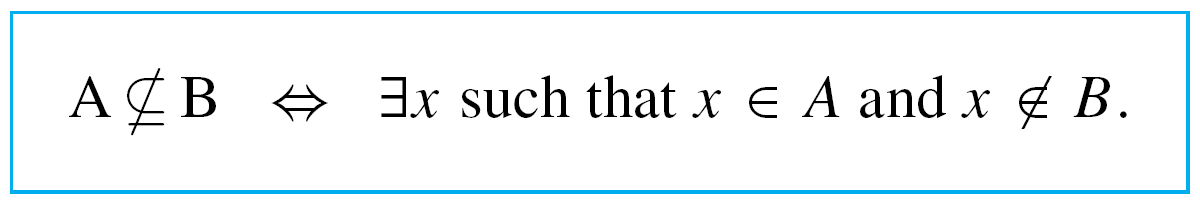 A ⊈ B ⇔ ∃x such that x ∈ A and x ∉ B.